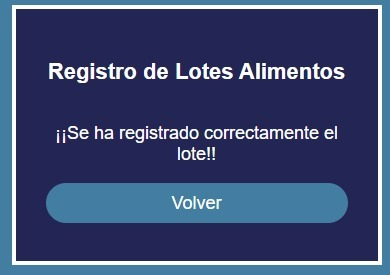 Registro de Lotes Alimentos
¡¡Se ha registrado correctamente el
lote!!
Volver